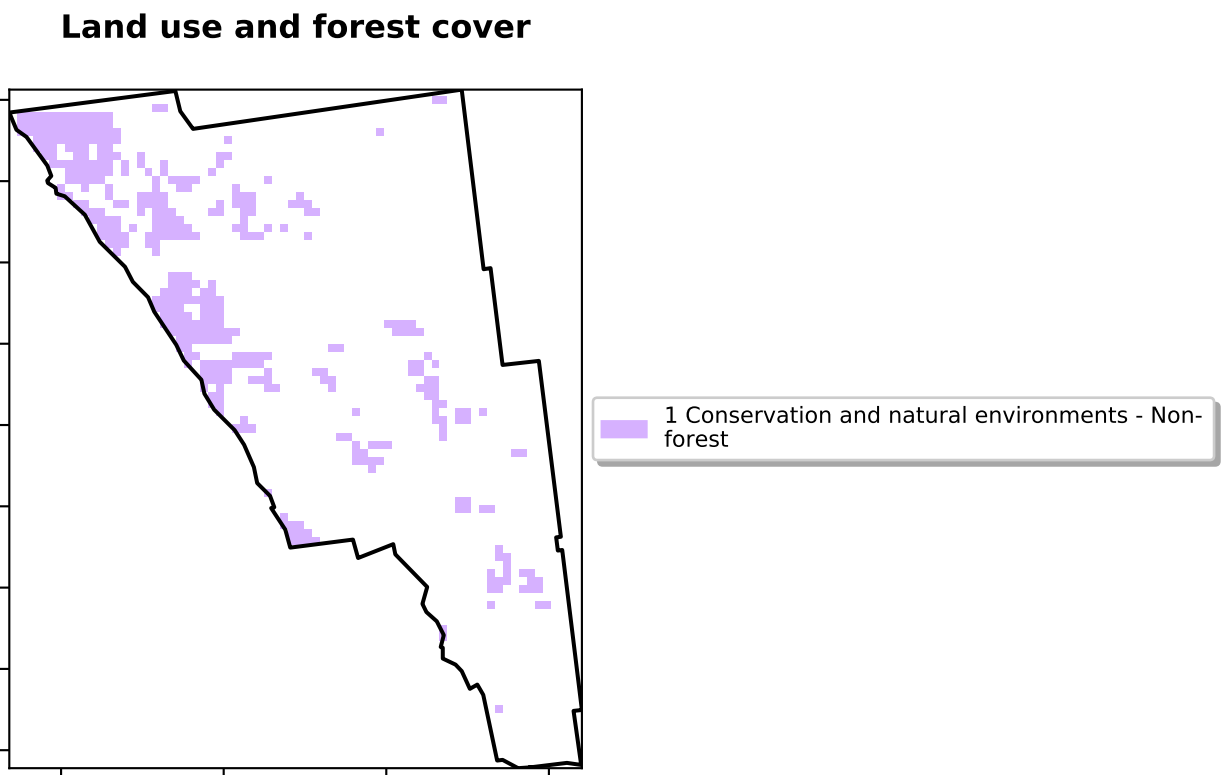 Land use and forest cover
1 Conservation and natural environments - Non-
forest